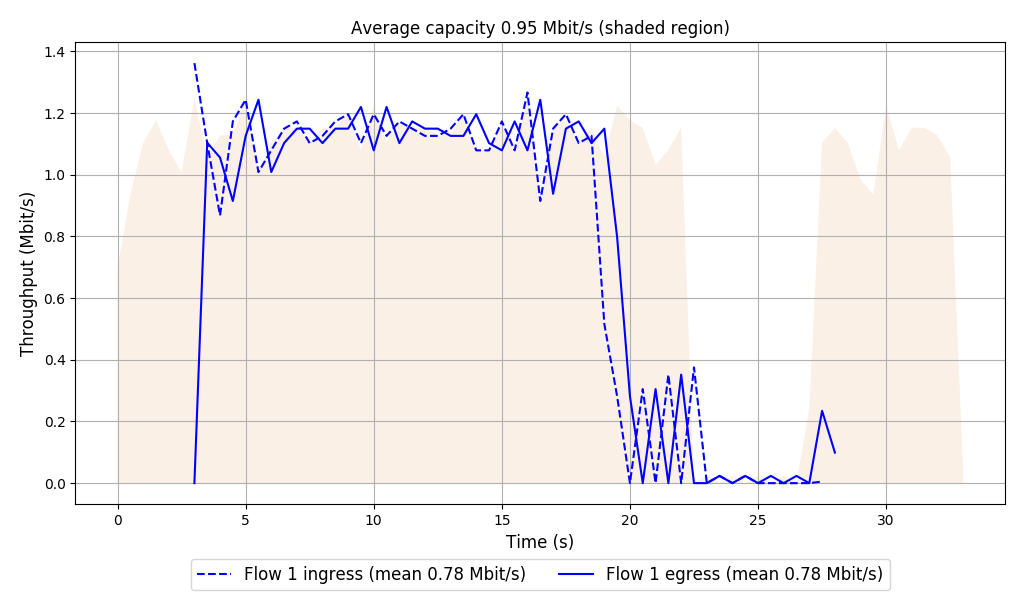 Average capacity 0.95 Mbit/s (shaded region)
Throughput (Mbit/s)
1.4
1.2
1.0
0.8
0.6
0.4
0.2
0.0
0 5 10 15 20 25 30
Time (s)
Flow 1 ingress (mean 0.78 Mbit/s) Flow 1 egress (mean 0.78 Mbit/s)